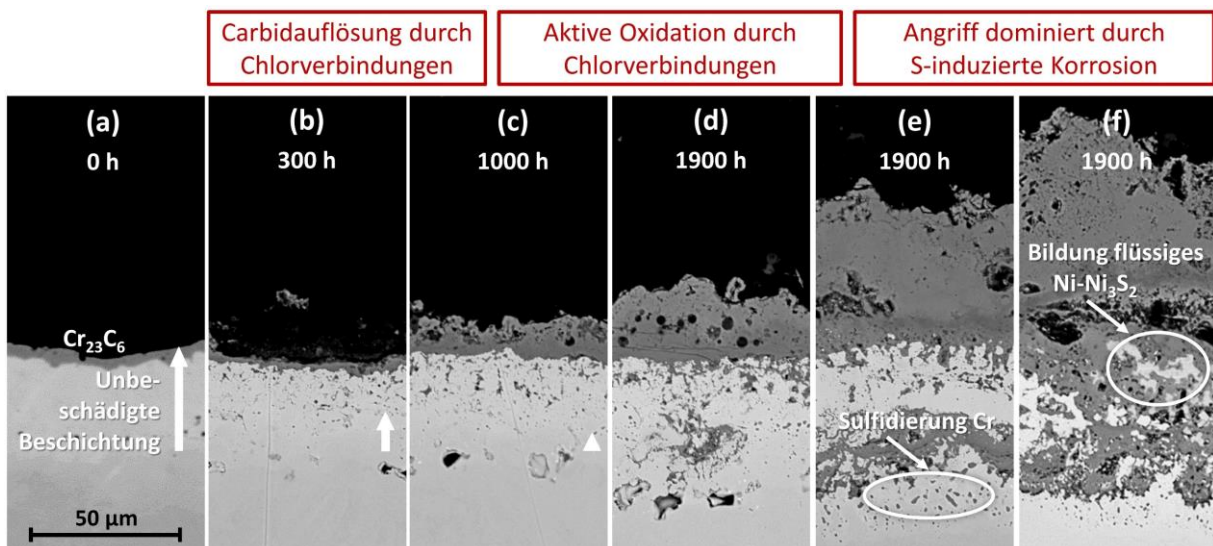 Carbidauflösung durch
Chlorverbindungen
Aktive Oxidation durch
Chlorverbindungen
Angriff dominiert durch
S-induzierte Korrosion
(a)
0 h
(b)
300 h
(c)
1000 h
(d)
1900 h
(e)
1900 h
(f)
1900 h
Cr₂₃C₆
Unbe-
schädigte
Beschichtung
50 µm
Sulfidierung Cr
Bildung flüssiges
Ni-Ni₃S₂